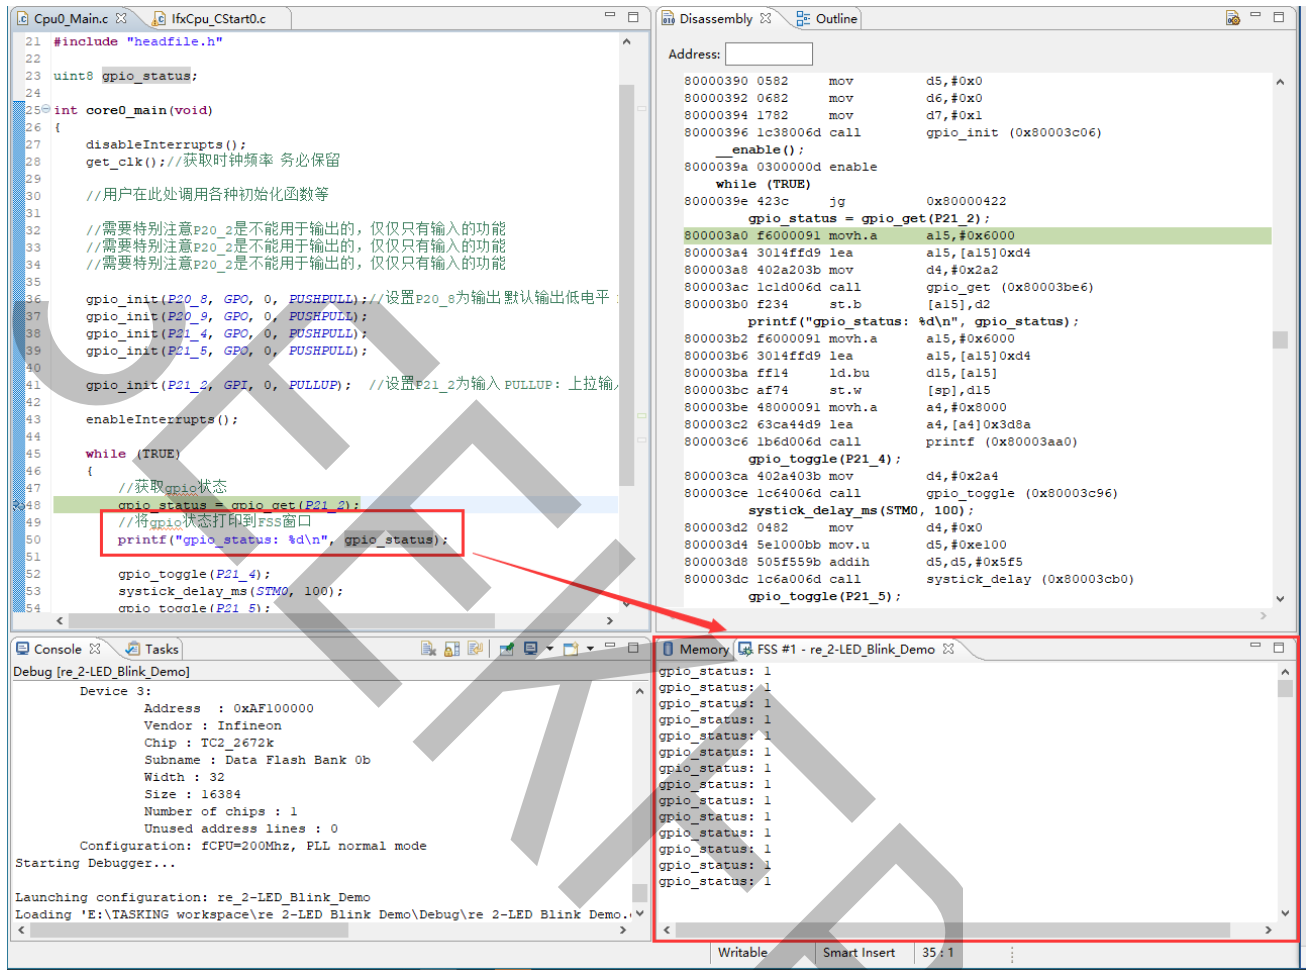 Cpu0_Main.c
IfxCpu_CStart0.c
21 #include "headfile.h"
22
23 uint8 gpio_status;
24
25 int core0_main(void)
26 {
27 disableInterrupts();
28 get_clk();//获取时钟频率 务必保留
29
30 //用户在此处调用各种初始化函数等
31
32 //需要特别注意P20_2是不能用于输出的，仅仅只有输入的功能
33 //需要特别注意P20_2是不能用于输出的，仅仅只有输入的功能
34 //需要特别注意P20_2是不能用于输出的，仅仅只有输入的功能
35
36 gpio_init(P20_8, GPO, 0, PUSHPULL);//设置P20_8为输出 默认输出低电平
37 gpio_init(P20_9, GPO, 0, PUSHPULL);
38 gpio_init(P21_4, GPO, 0, PUSHPULL);
39 gpio_init(P21_5, GPO, 0, PUSHPULL);
40
41 gpio_init(P21_2, GPI, 0, PULLUP); //设置P21_2为输入 PULLUP：上拉输
42
43 enableInterrupts();
44
45 while (TRUE)
46 {
47 //获取gpio状态
48 gpio_status = gpio_get(P21_2);
49 //将gpio状态打印到FSS窗口
50 printf("gpio_status: %d\n", gpio_status);
51
52 gpio_toggle(P21_4);
53 systick_delay_ms(STM0, 100);
54 gpio_toggle(P21_5);
Disassembly
Outline
Address:
80000390 0582 mov d5,#0x0
80000392 0682 mov d6,#0x0
80000394 1782 mov d7,#0x1
80000396 1c38006d call gpio_init (0x80003c06)
__enable();
8000039a 0300000d enable
while (TRUE)
8000039e 423c jg 0x80000422
gpio_status = gpio_get(P21_2);
800003a0 f6000091 movh.a a15,#0x6000
800003a4 3014ffd9 lea a15,[a15]0xd4
800003a8 402a203b mov d4,#0x2a2
800003ac 1c1d006d call gpio_get (0x80003be6)
800003b0 f234 st.b [a15],d2
printf("gpio_status: %d\n", gpio_status);
800003b2 f6000091 movh.a a15,#0x6000
800003b6 3014ffd9 lea a15,[a15]0xd4
800003ba ff14 ld.bu d15,[a15]
800003bc af74 st.w [sp],d15
800003be 48000091 movh.a a4,#0x8000
800003c2 63ca44d9 lea a4,[a4]0x3d8a
800003c6 1b6d006d call printf (0x80003aa0)
gpio_toggle(P21_4);
800003ca 402a403b mov d4,#0x2a4
800003ce 1c64006d call gpio_toggle (0x80003c96)
systick_delay_ms(STM0, 100);
800003d2 0482 mov d4,#0x0
800003d4 5e1000bb mov.u d5,#0xe100
800003d8 505f559b addih d5,d5,#0x5f5
800003dc 1c6a006d call systick_delay (0x80003cb0)
gpio_toggle(P21_5);
Console
Tasks
Debug [re_2-LED_Blink_Demo]
Device 3:
Address : 0xAF100000
Vendor : Infineon
Chip : TC2_2672k
Subname : Data Flash Bank 0b
Width : 32
Size : 16384
Number of chips : 1
Unused address lines : 0
Configuration: fCPU=200Mhz, PLL normal mode
Starting Debugger...
Launching configuration: re_2-LED_Blink_Demo
Loading 'E:\TASKING workspace\re 2-LED Blink Demo\Debug\re 2-LED Blink Demo.
Memory
FSS #1 - re_2-LED_Blink_Demo
gpio_status: 1
gpio_status: 1
gpio_status: 1
gpio_status: 1
gpio_status: 1
gpio_status: 1
gpio_status: 1
gpio_status: 1
gpio_status: 1
gpio_status: 1
gpio_status: 1
gpio_status: 1
gpio_status: 1
gpio_status: 1
Writable
Smart Insert
35 : 1